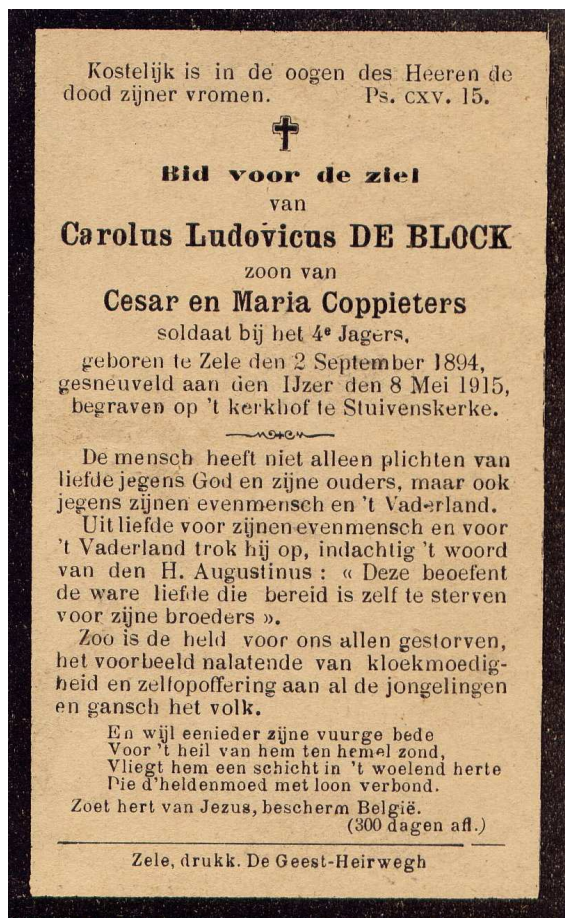 Kostelijk is in de oogen des Heeren de
dood zijner vromen. Ps. CXV. 15.
Bid voor de ziel
van
Carolus Ludovicus DE BLOCK
zoon van
Cesar en Maria Coppieters
soldaat bij het 4e Jagers,
geboren te Zele den 2 September 1894,
gesneuveld aan den IJzer den 8 Mei 1915,
begraven op 't kerkhof te Stuivenskerke.
De mensch heeft niet alleen plichten van
liefde jegens God en zijne ouders, maar ook
jegens zijnen evenmensch en 't Vaderland.
Uit liefde voor zijnen evenmensch en voor
't Vaderland trok hij op, indachtig 't woord
van den H. Augustinus : « Deze beoefent
de ware liefde die bereid is zelf te sterven
voor zijne broeders ».
Zoo is de held voor ons allen gestorven,
het voorbeeld nalatende van kloekmoedig-
heid en zelfopoffering aan al de jongelingen
en gansch het volk.
En wijl eenieder zijne vuurge bede
Voor 't heil van hem ten hemel zond,
Vliegt hem een schicht in 't woelend herte
Die d'heldenmoed met loon verbond.
Zoet hert van Jezus, bescherm België.
(300 dagen afl.)
Zele, drukk. De Geest-Heirwegh